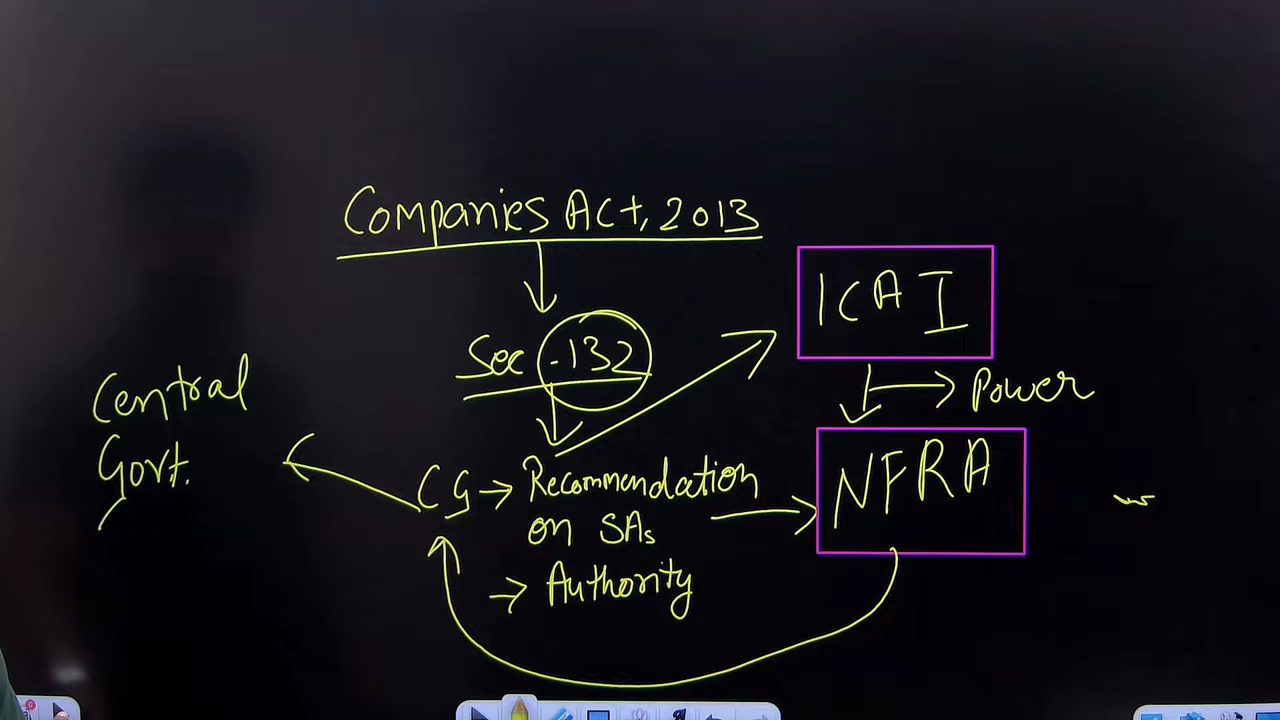 Companies Act, 2013
ICAI
Sec -132
Power
Central
Govt.
CG → Recommendation
on SAs
→ Authority
NFRA